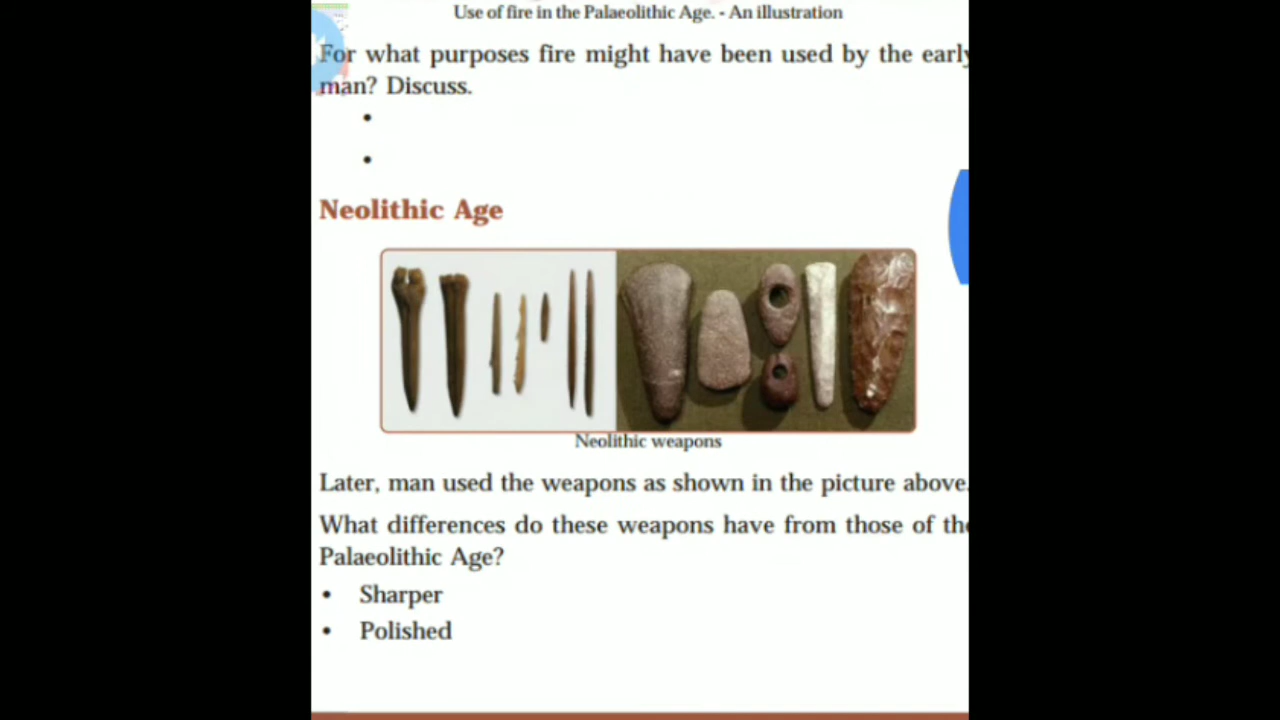 Use of fire in the Palaeolithic Age. - An illustration
For what purposes fire might have been used by the early
man? Discuss.
•
•
Neolithic Age
Neolithic weapons
Later, man used the weapons as shown in the picture above.
What differences do these weapons have from those of the
Palaeolithic Age?
• Sharper
• Polished